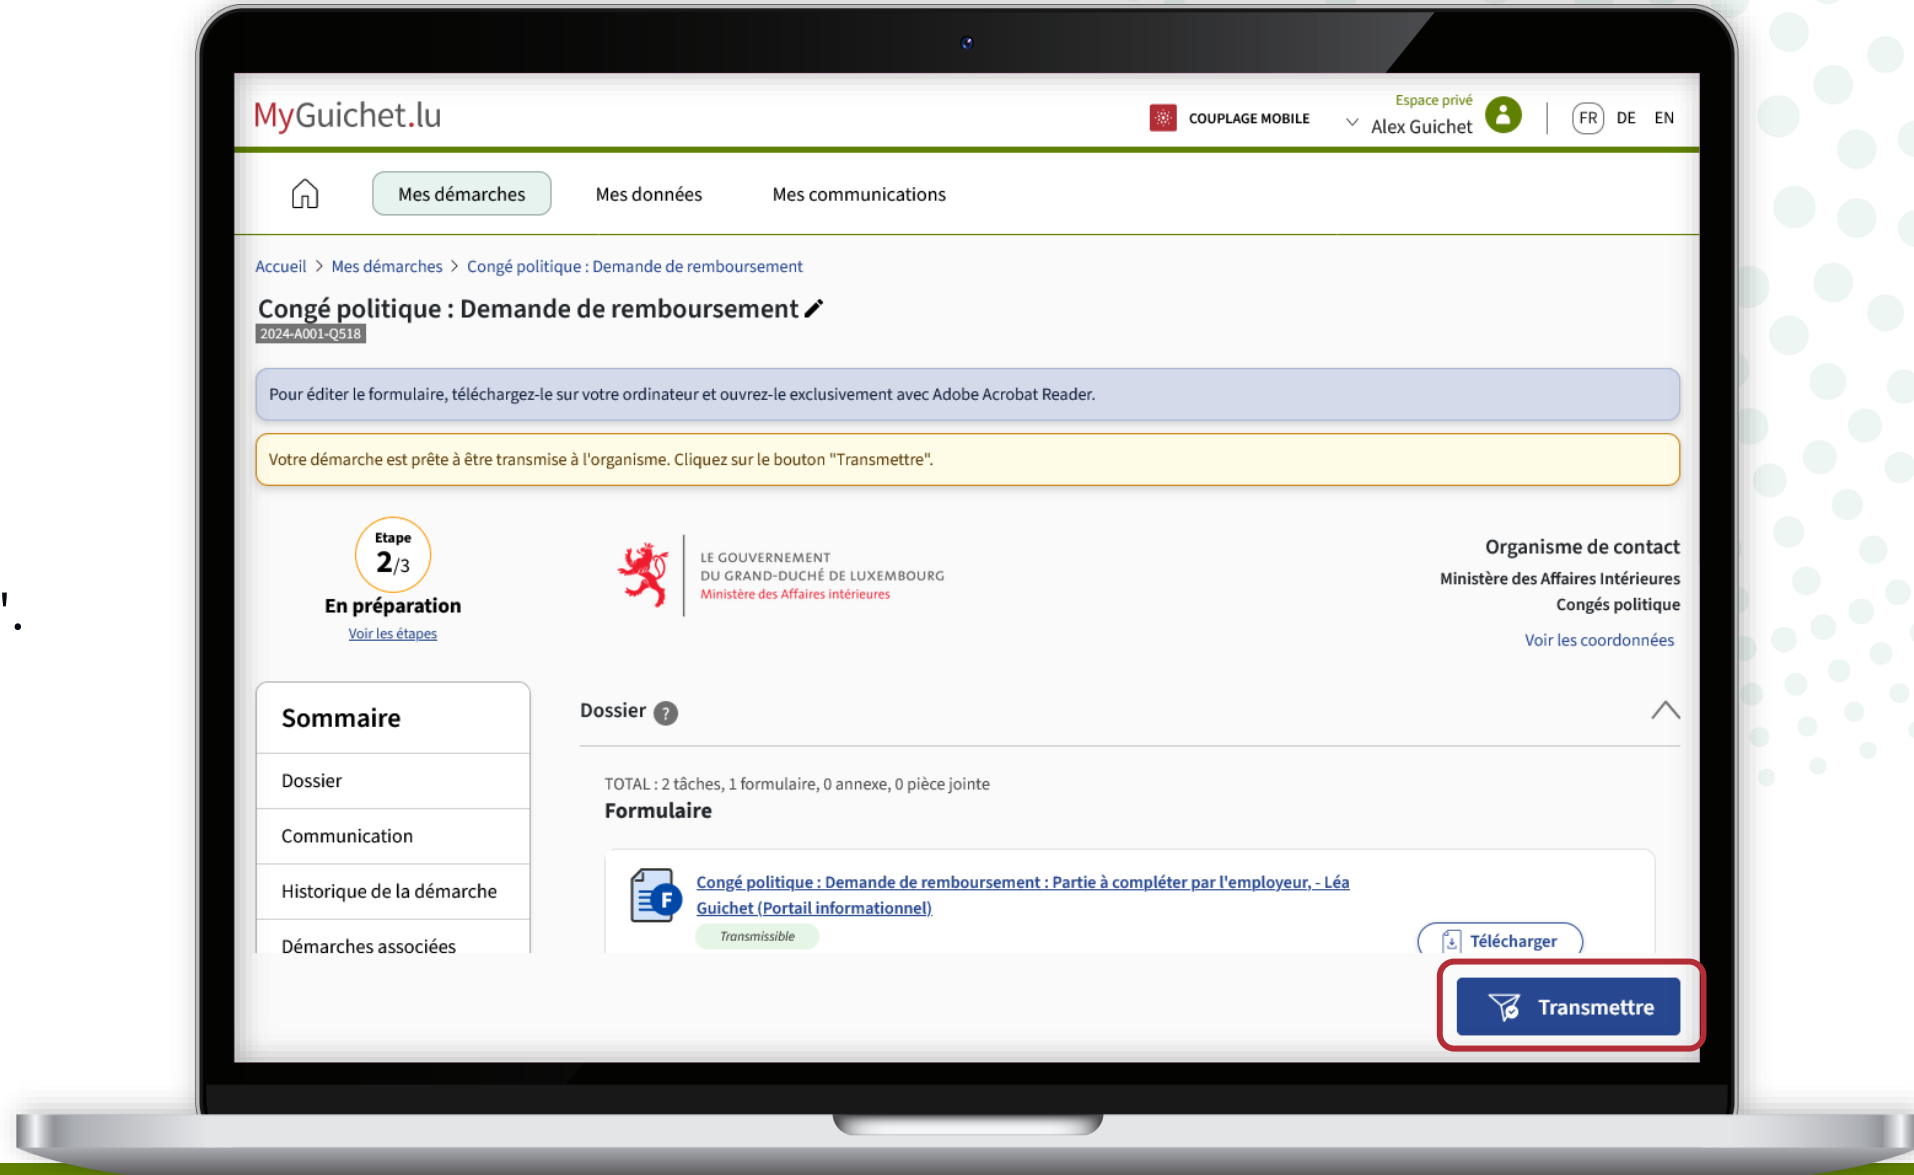 MyGuichet.lu
COUPLAGE MOBILE
Espace privé
Alex Guichet
FR DE EN
Mes démarches Mes données Mes communications
Accueil > Mes démarches > Congé politique : Demande de remboursement
Congé politique : Demande de remboursement
2024-A001-Q518
Pour éditer le formulaire, téléchargez-le sur votre ordinateur et ouvrez-le exclusivement avec Adobe Acrobat Reader.
Votre démarche est prête à être transmise à l'organisme. Cliquez sur le bouton "Transmettre".
Etape
2/3
En préparation
Voir les étapes
LE GOUVERNEMENT
DU GRAND-DUCHÉ DE LUXEMBOURG
Ministère des Affaires intérieures
Organisme de contact
Ministère des Affaires Intérieures
Congés politique
Voir les coordonnées
Sommaire
Dossier
Communication
Historique de la démarche
Démarches associées
Dossier ?
TOTAL : 2 tâches, 1 formulaire, 0 annexe, 0 pièce jointe
Formulaire
F
Congé politique : Demande de remboursement : Partie à compléter par l'employeur, - Léa
Guichet (Portail informationnel)
Transmissible
Télécharger
Transmettre
'.